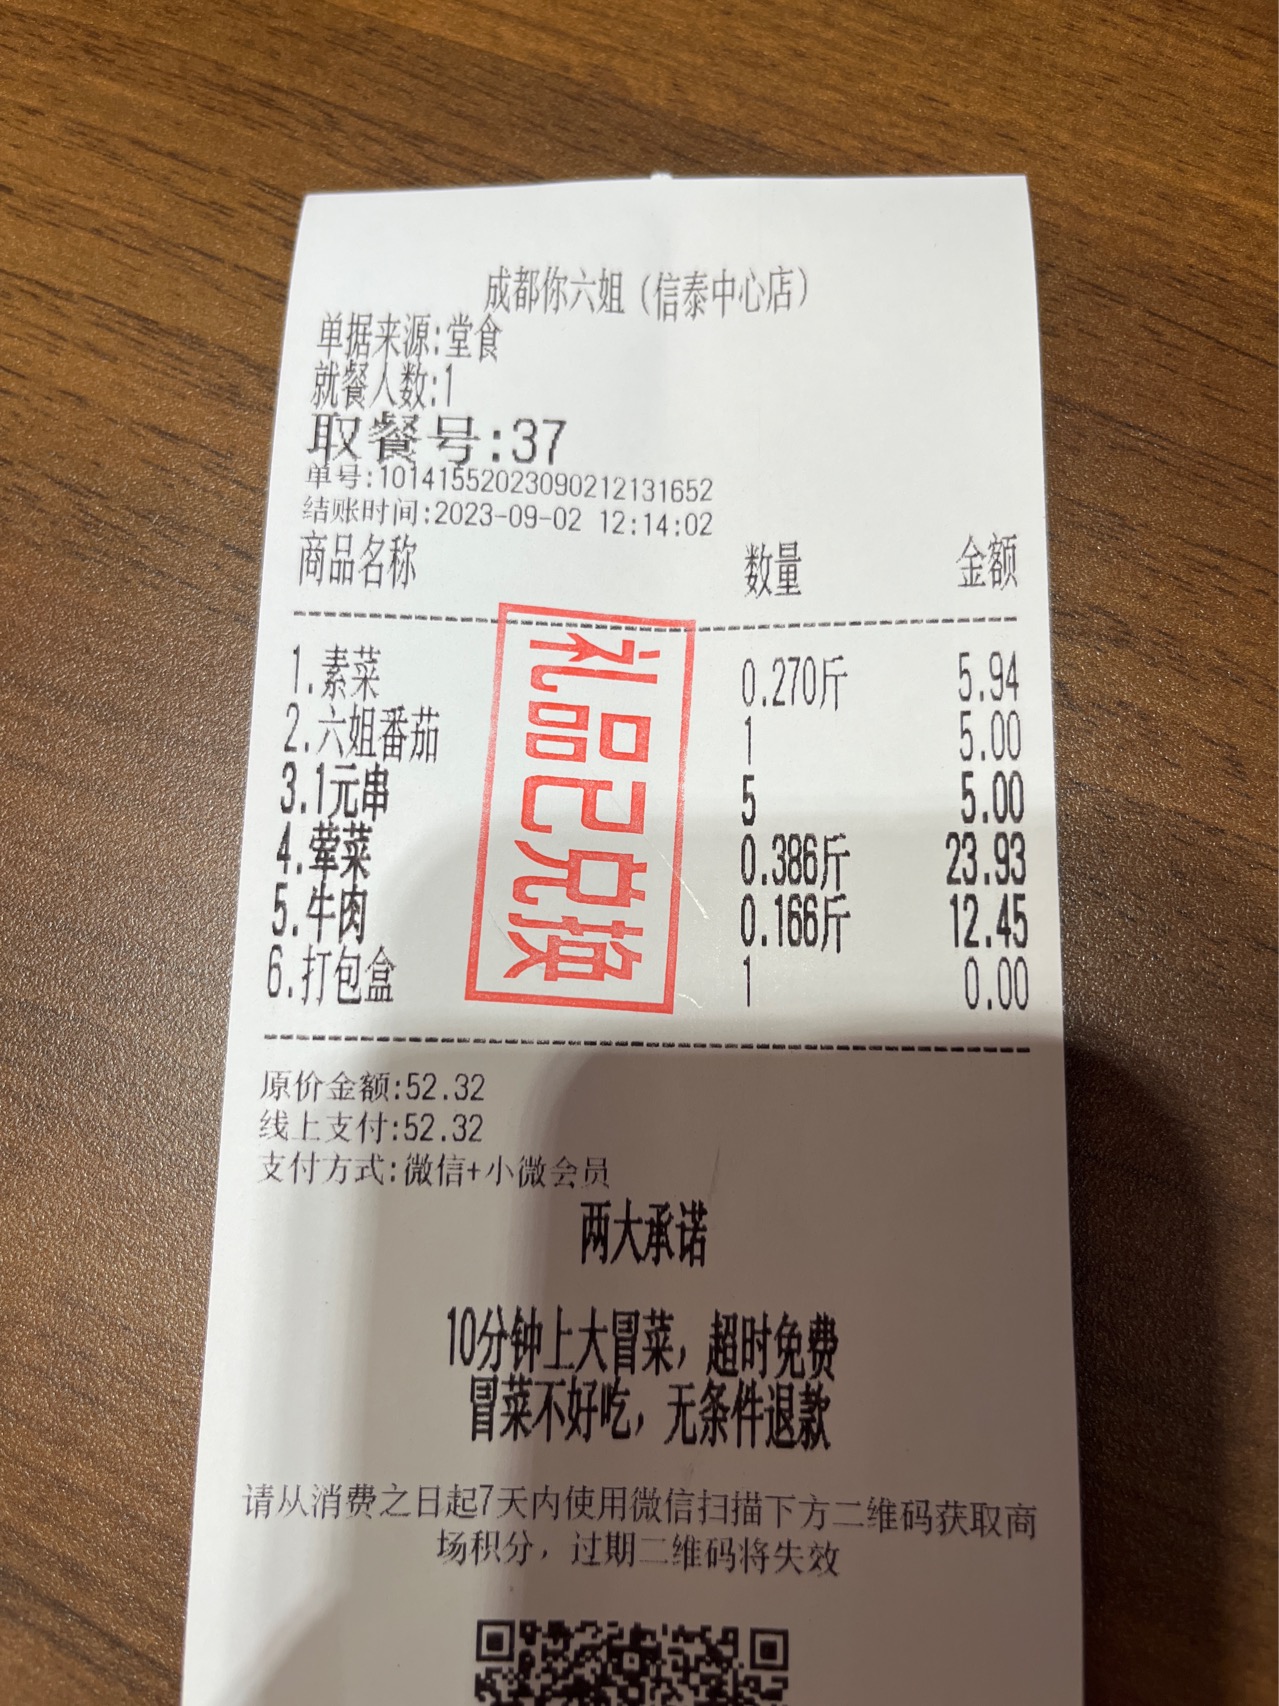 成都你六姐（信泰中心店）
单据来源:堂食
就餐人数:1
取餐号:37
单号:10141552023090212131652
结账时间:2023-09-02 12:14:02
商品名称 数量 金额
1.素菜 0.270斤 5.94
2.六姐番茄 1 5.00
3.1元串 5 5.00
4.荤菜 0.386斤 23.93
5.牛肉 0.166斤 12.45
6.打包盒 1 0.00
礼品已兑换
原价金额:52.32
线上支付:52.32
支付方式:微信+小微会员
两大承诺
10分钟上大冒菜，超时免费
冒菜不好吃，无条件退款
请从消费之日起7天内使用微信扫描下方二维码获取商
场积分，过期二维码将失效